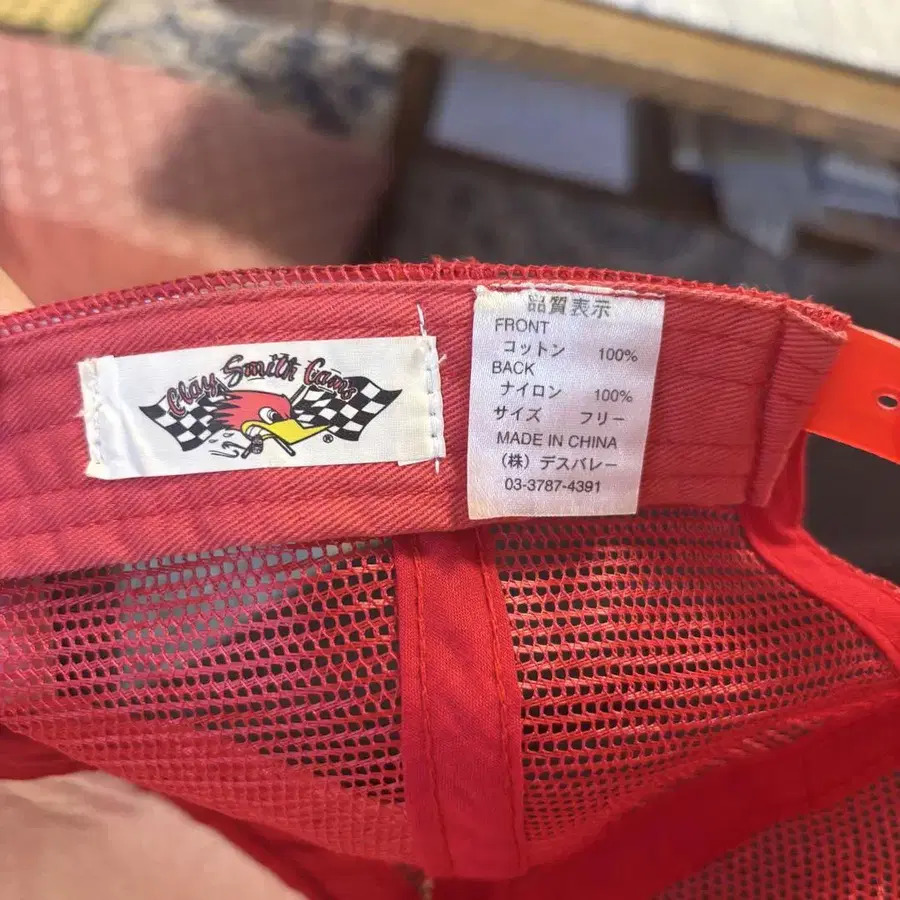 Clay Smith Cams
®
品質表示
FRONT
コットン 100%
BACK
ナイロン 100%
サイズ フリー
MADE IN CHINA
(株) デスバレー
03-3787-4391